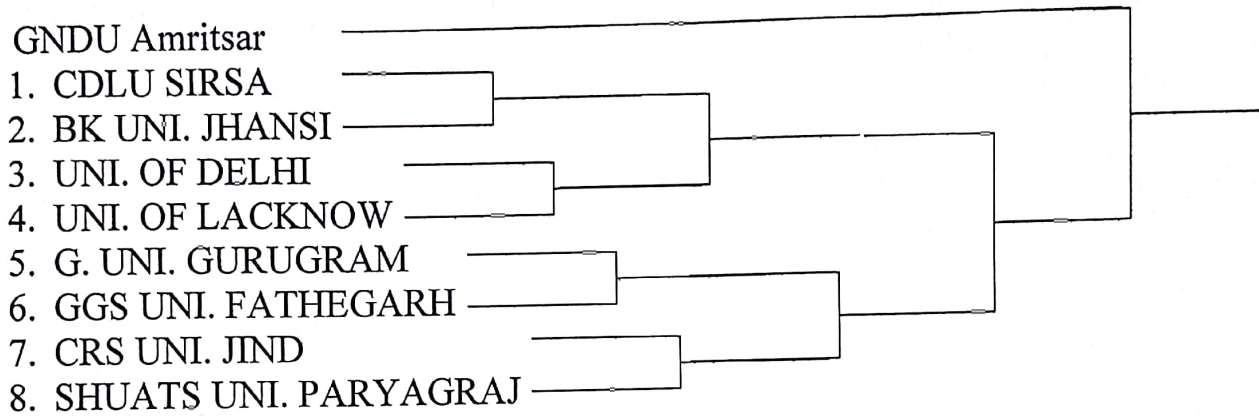 GNDU Amritsar
1. CDLU SIRSA
2. BK UNI. JHANSI
3. UNI. OF DELHI
4. UNI. OF LACKNOW
5. G. UNI. GURUGRAM
6. GGS UNI. FATHEGARH
7. CRS UNI. JIND
8. SHUATS UNI. PARYAGRAJ